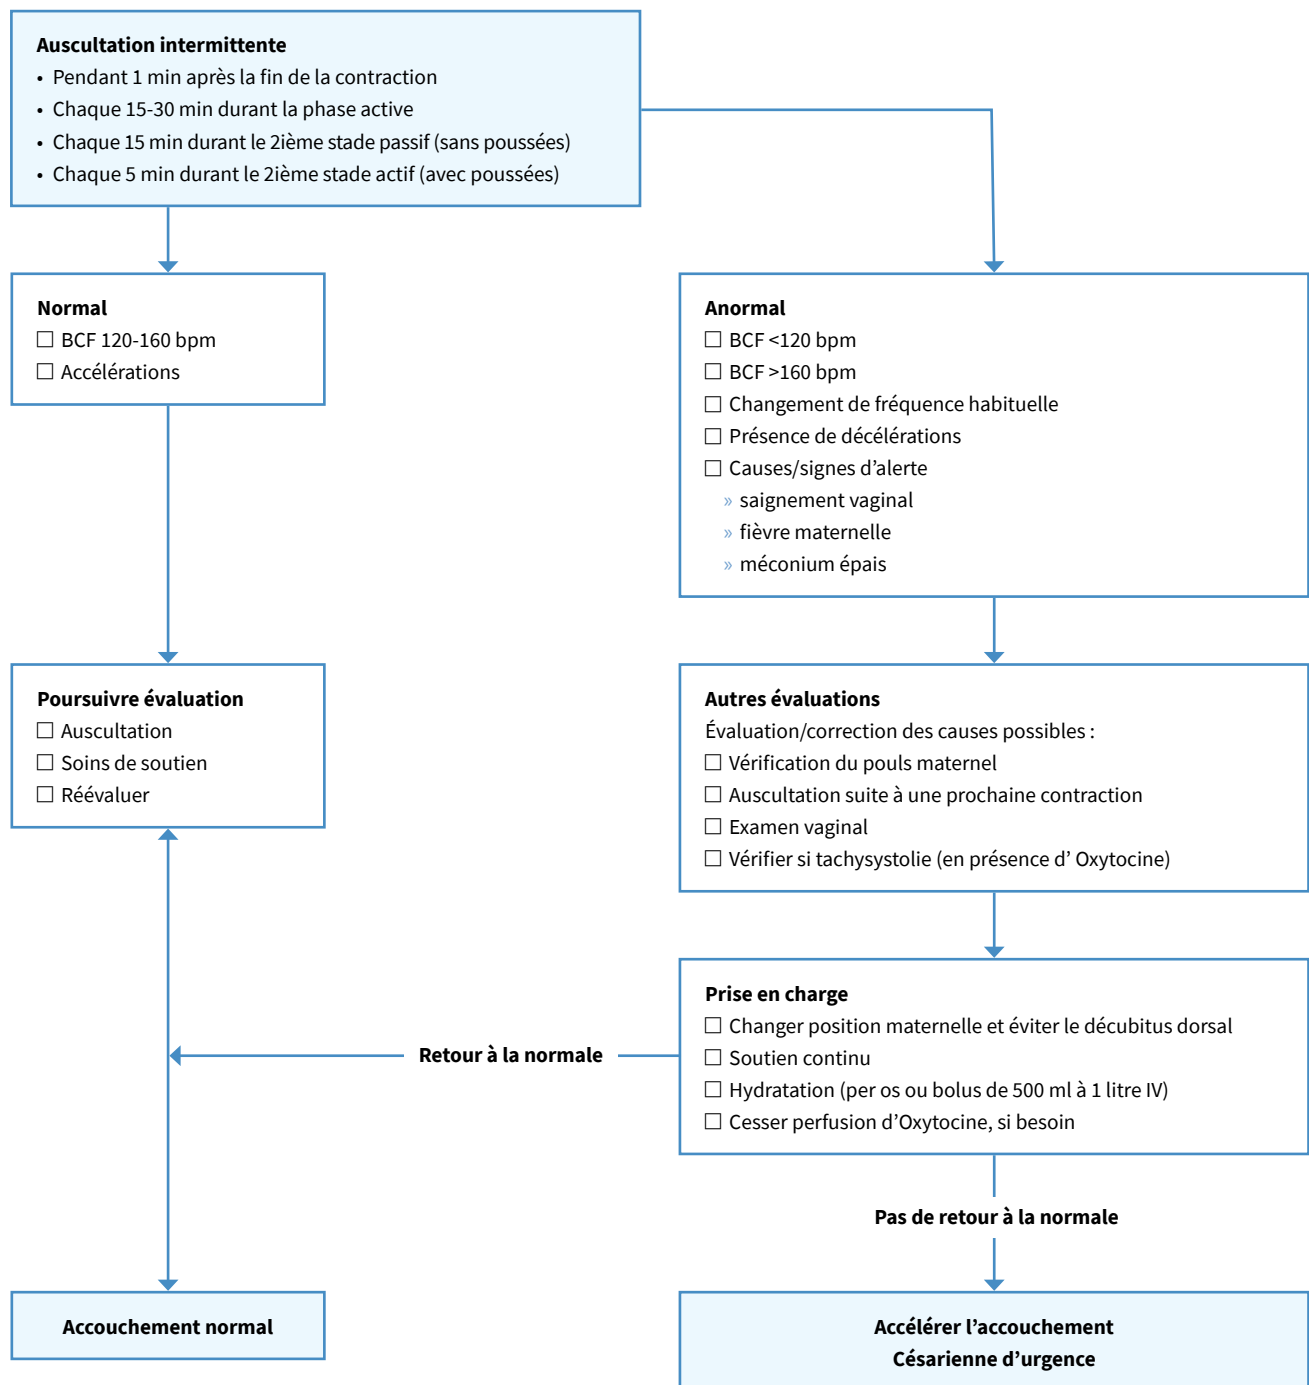 Auscultation intermittente
• Pendant 1 min après la fin de la contraction
• Chaque 15-30 min durant la phase active
• Chaque 15 min durant le 2ième stade passif (sans poussées)
• Chaque 5 min durant le 2ième stade actif (avec poussées)
Normal
☐ BCF 120-160 bpm
☐ Accélérations
Anormal
☐ BCF <120 bpm
☐ BCF >160 bpm
☐ Changement de fréquence habituelle
☐ Présence de décélérations
☐ Causes/signes d’alerte
» saignement vaginal
» fièvre maternelle
» méconium épais
Poursuivre évaluation
☐ Auscultation
☐ Soins de soutien
☐ Réévaluer
Autres évaluations
Évaluation/correction des causes possibles :
☐ Vérification du pouls maternel
☐ Auscultation suite à une prochaine contraction
☐ Examen vaginal
☐ Vérifier si tachysystolie (en présence d’ Oxytocine)
Prise en charge
☐ Changer position maternelle et éviter le décubitus dorsal
☐ Soutien continu
☐ Hydratation (per os ou bolus de 500 ml à 1 litre IV)
☐ Cesser perfusion d’Oxytocine, si besoin
Retour à la normale
Pas de retour à la normale
Accouchement normal
Accélérer l’accouchement
Césarienne d’urgence